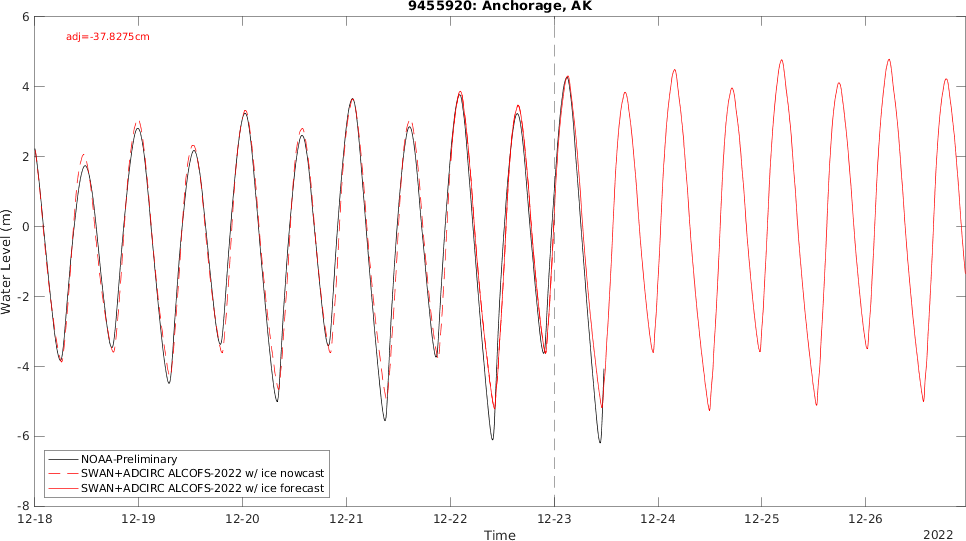 9455920: Anchorage, AK
adj=-37.8275cm
6
4
2
0
-2
-4
-6
-8
Water Level (m)
NOAA-Preliminary
SWAN+ADCIRC ALCOFS-2022 w/ ice nowcast
SWAN+ADCIRC ALCOFS-2022 w/ ice forecast
12-18 12-19 12-20 12-21 12-22 12-23 12-24 12-25 12-26
Time
2022